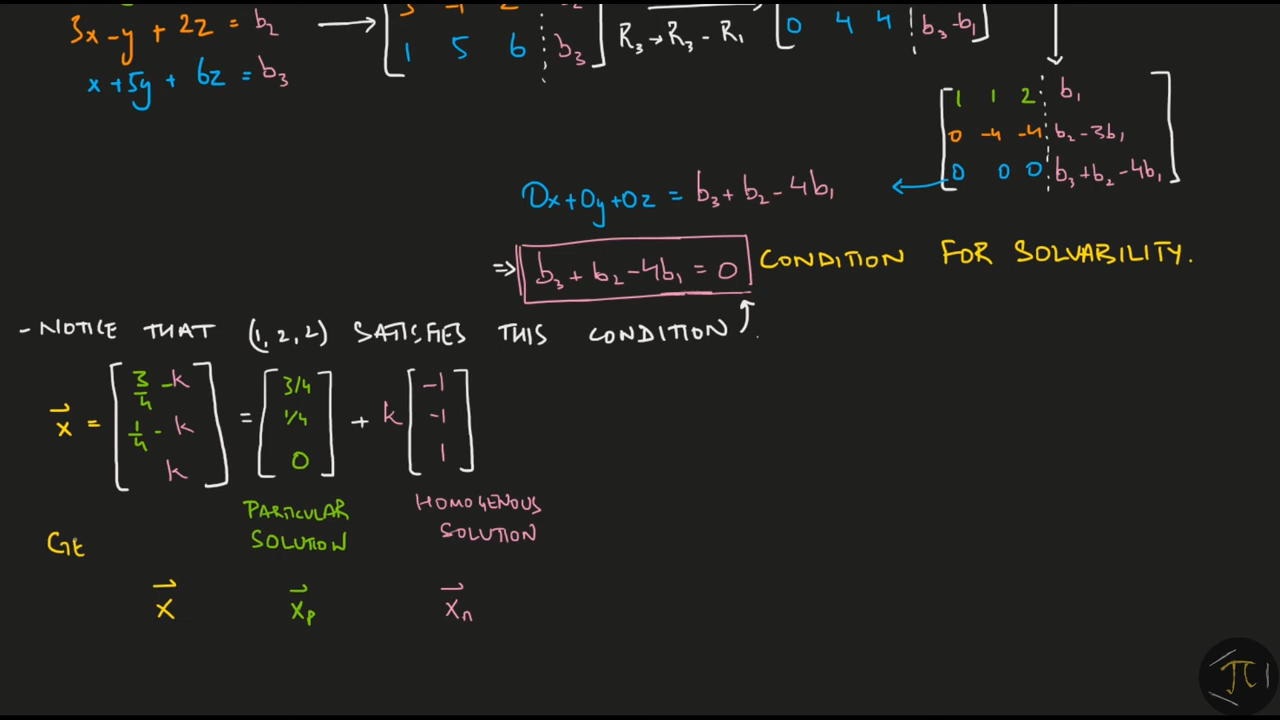 3x - y + 2z = b₂
x + 5y + 6z = b₃
1 5 6 b₃
R₃→R₃ - R₁
0 4 4 b₃-b₁
1 1 2 b₁
0 -4 -4 b₂-3b₁
0 0 0 b₃+b₂-4b₁
0x+0y+0z = b₃+b₂-4b₁
⇒ b₃+b₂-4b₁=0 CONDITION FOR SOLVABILITY.
- NOTICE THAT (1,2,2) SATISFIES THIS CONDITION.
x⃗ = [3/4 - k, 1/4 - k, k] = [3/4, 1/4, 0] + k [-1, -1, 1]
PARTICULAR SOLUTION
HOMOGENOUS SOLUTION
GE
x⃗ x⃗ₚ x⃗ₙ
π